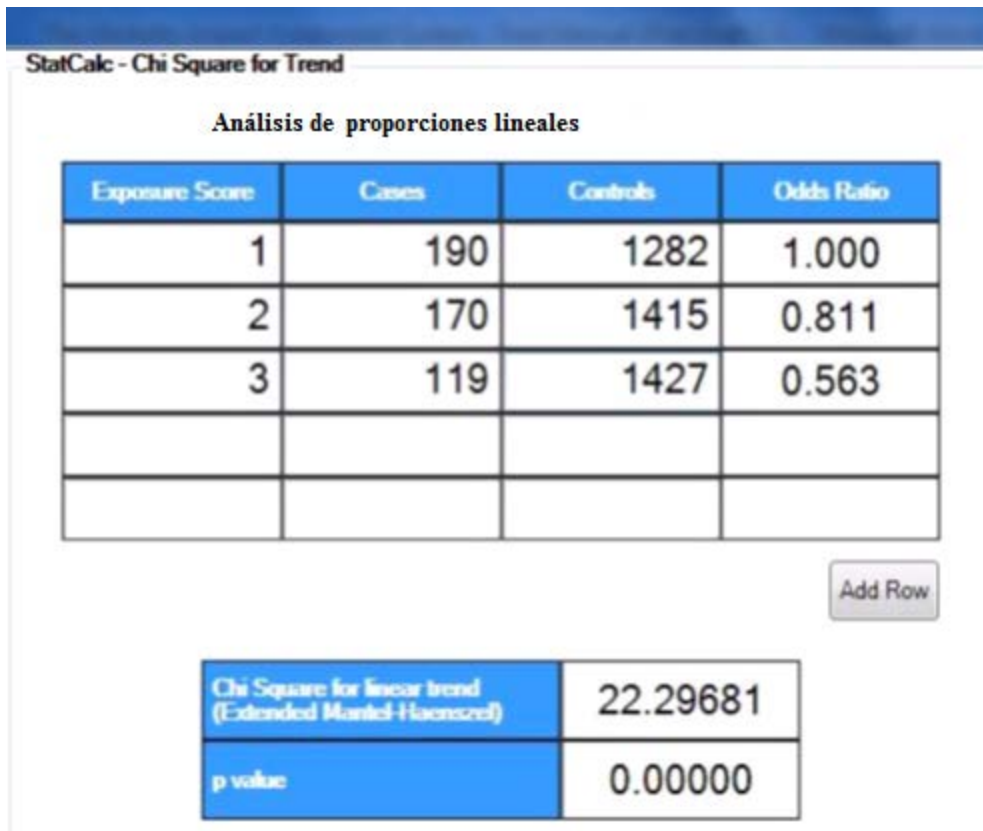 StatCalc - Chi Square for Trend
Análisis de proporciones lineales
Exposure Score Cases Controls Odds Ratio
1 190 1282 1.000
2 170 1415 0.811
3 119 1427 0.563
Add Row
Chi Square for linear trend
(Extended Mantel-Haenszel)
22.29681
p value 0.00000